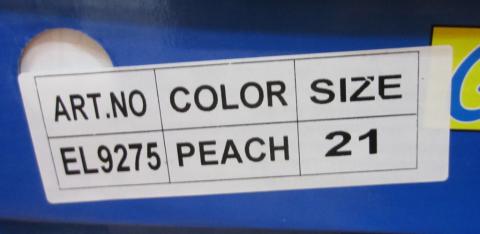 ART.NO COLOR SIZE
EL9275 PEACH 21